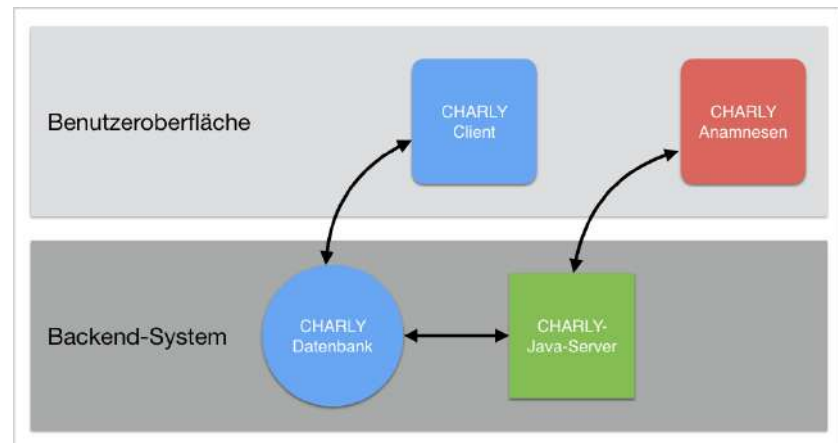 Benutzeroberfläche
CHARLY
Client
CHARLY
Anamnesen
Backend-System
CHARLY
Datenbank
CHARLY-
Java-Server